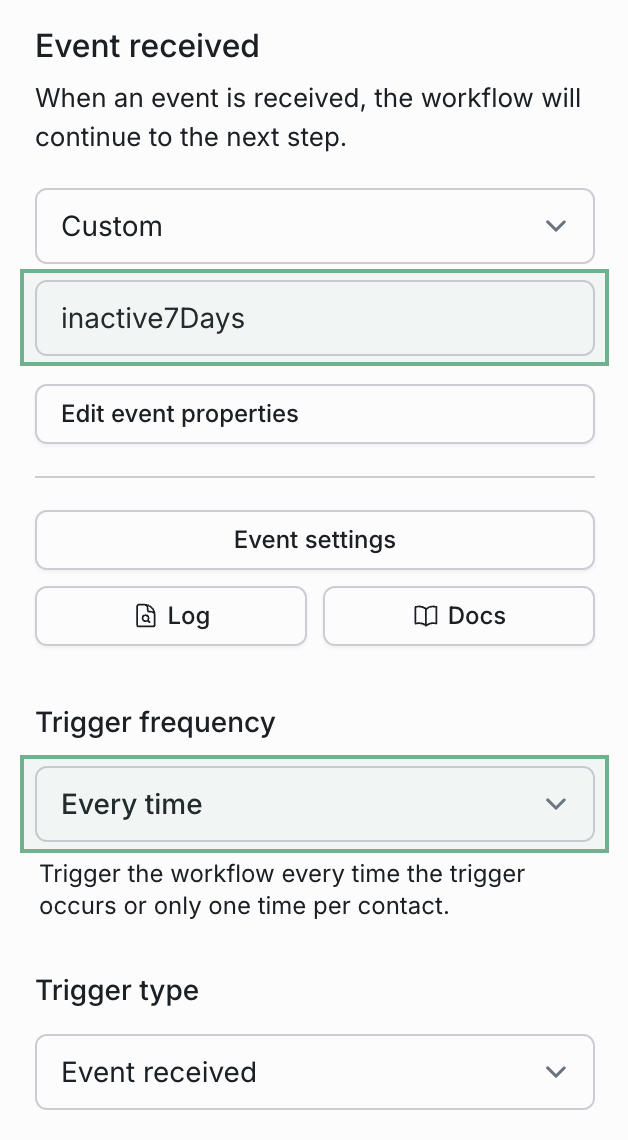 Event received
When an event is received, the workflow will
continue to the next step.
Custom
inactive7Days
Edit event properties
Event settings
Log
Docs
Trigger frequency
Every time
Trigger the workflow every time the trigger
occurs or only one time per contact.
Trigger type
Event received